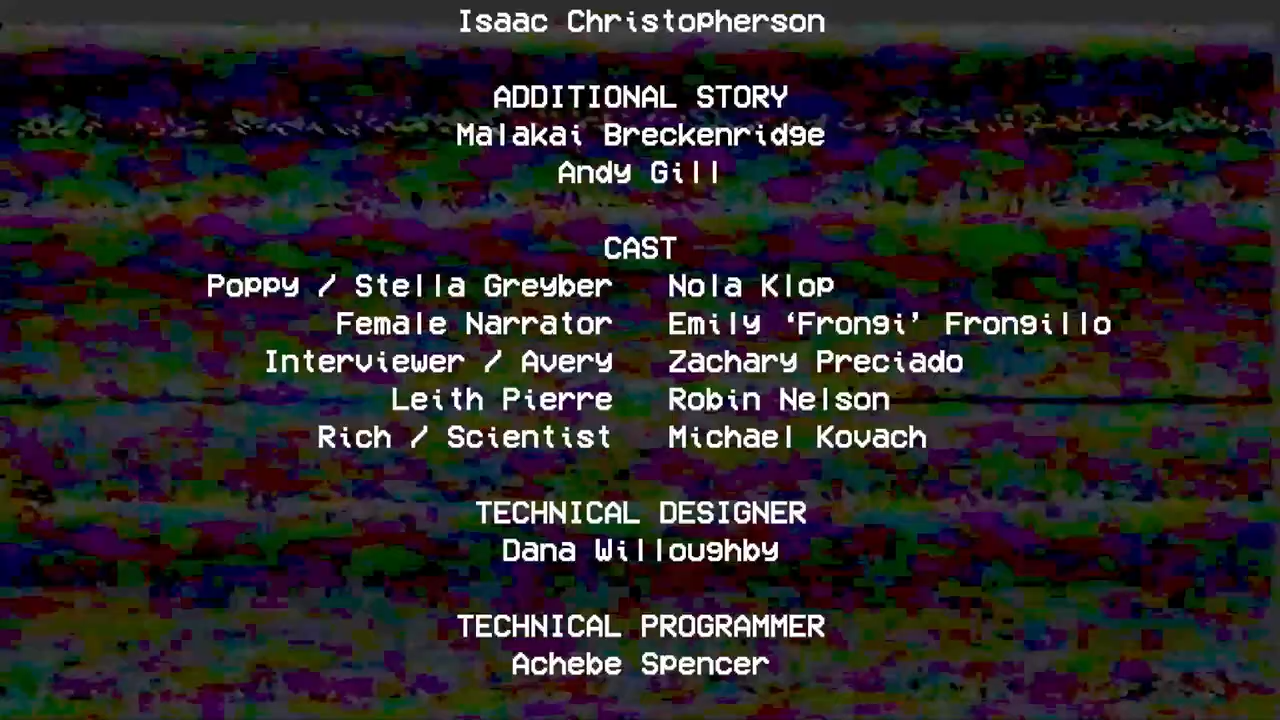 Isaac Christopherson
ADDITIONAL STORY
Malakai Breckenridge
Andy Gill
CAST
Poppy / Stella Greyber Nola Klop
Female Narrator Emily ‘Frongi’ Frongillo
Interviewer / Avery Zachary Preciado
Leith Pierre Robin Nelson
Rich / Scientist Michael Kovach
TECHNICAL DESIGNER
Dana Willoughby
TECHNICAL PROGRAMMER
Achebe Spencer